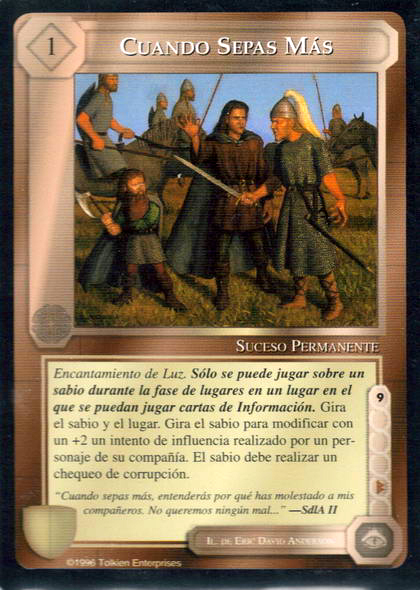 1
CUANDO SEPAS MÁS
SUCESO PERMANENTE
Encantamiento de Luz. Sólo se puede jugar sobre un
sabio durante la fase de lugares en un lugar en el
que se puedan jugar cartas de Información. Gira
el sabio y el lugar. Gira el sabio para modificar con
un +2 un intento de influencia realizado por un per-
sonaje de su compañía. El sabio debe realizar un
chequeo de corrupción.
9
“Cuando sepas más, entenderás por qué has molestado a mis
compañeros. No queremos ningún mal...” —SdlA II
IL. DE ERIC DAVID ANDERSON
©1996 Tolkien Enterprises